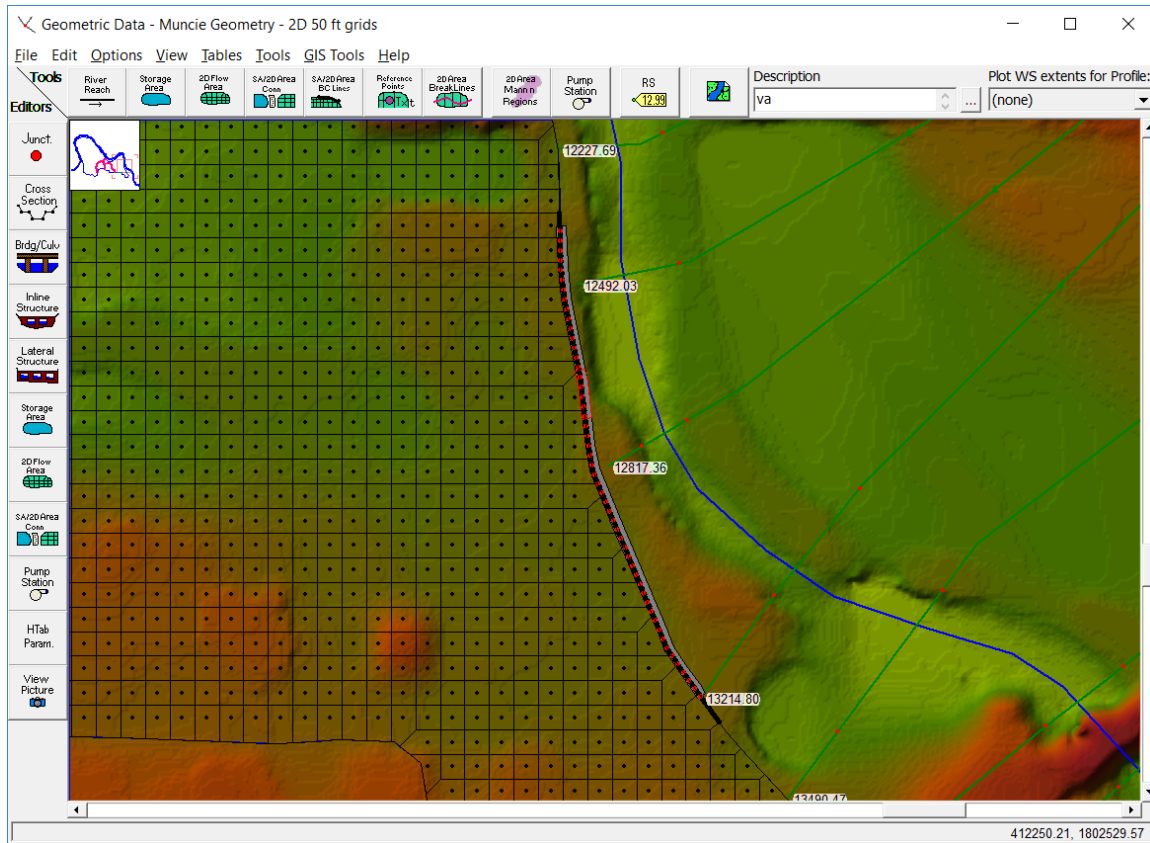 Geometric Data - Muncie Geometry - 2D 50 ft grids
File Edit Options View Tables Tools GIS Tools Help
Tools
Editors
River
Reach
Storage
Area
2D Flow
Area
SA/2D Area
Conn
SA/2D Area
BC Lines
Reference
Points
2D Area
BreakLines
2D Area
Mann n
Regions
Pump
Station
RS
12.99
Description
va
...
Plot WS extents for Profile:
(none)
Junct.
Cross
Section
Brdg/Culv
Inline
Structure
Lateral
Structure
Storage
Area
2D Flow
Area
SA/2D Area
Conn
Pump
Station
HTab
Param.
View
Picture
12227.69
12492.03
12817.36
13214.80
13490.47
412250.21, 1802529.57